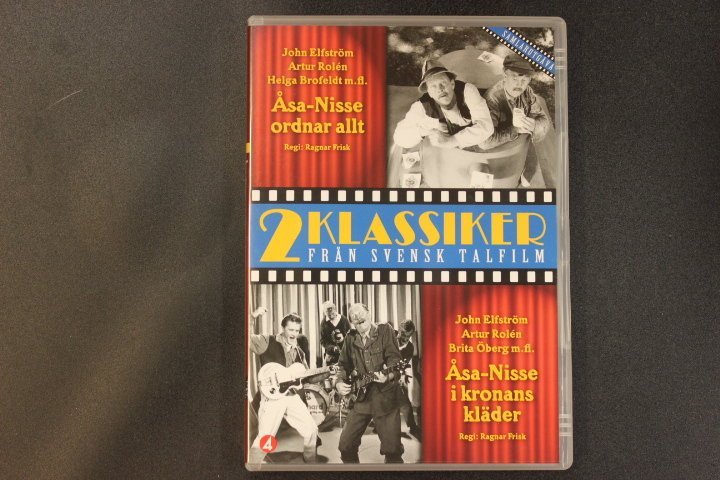 SAMLARUTGÅVA
John Elfström
Artur Rolén
Helga Brofeldt m.fl.
Åsa-Nisse
ordnar allt
Regi: Ragnar Frisk
2 KLASSIKER
FRÅN SVENSK TALFILM
John Elfström
Artur Rolén
Brita Öberg m.fl.
Åsa-Nisse
i kronans
kläder
Regi: Ragnar Frisk
4